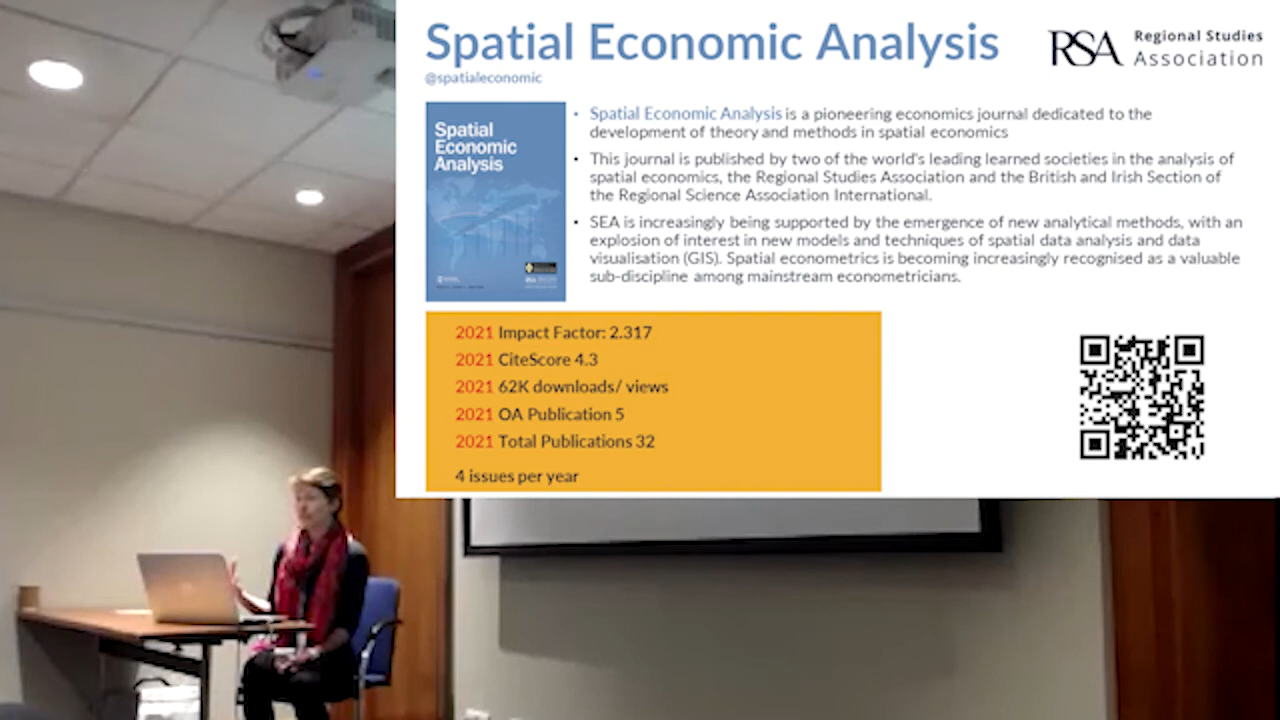 Spatial Economic Analysis
@spatialeconomic
RSA Regional Studies
Association
Spatial
Economic
Analysis
• Spatial Economic Analysis is a pioneering economics journal dedicated to the
development of theory and methods in spatial economics
• This journal is published by two of the world's leading learned societies in the analysis of
spatial economics, the Regional Studies Association and the British and Irish Section of
the Regional Science Association International.
• SEA is increasingly being supported by the emergence of new analytical methods, with an
explosion of interest in new models and techniques of spatial data analysis and data
visualisation (GIS). Spatial econometrics is becoming increasingly recognised as a valuable
sub-discipline among mainstream econometricians.
2021 Impact Factor: 2.317
2021 CiteScore 4.3
2021 62K downloads/ views
2021 OA Publication 5
2021 Total Publications 32
4 issues per year